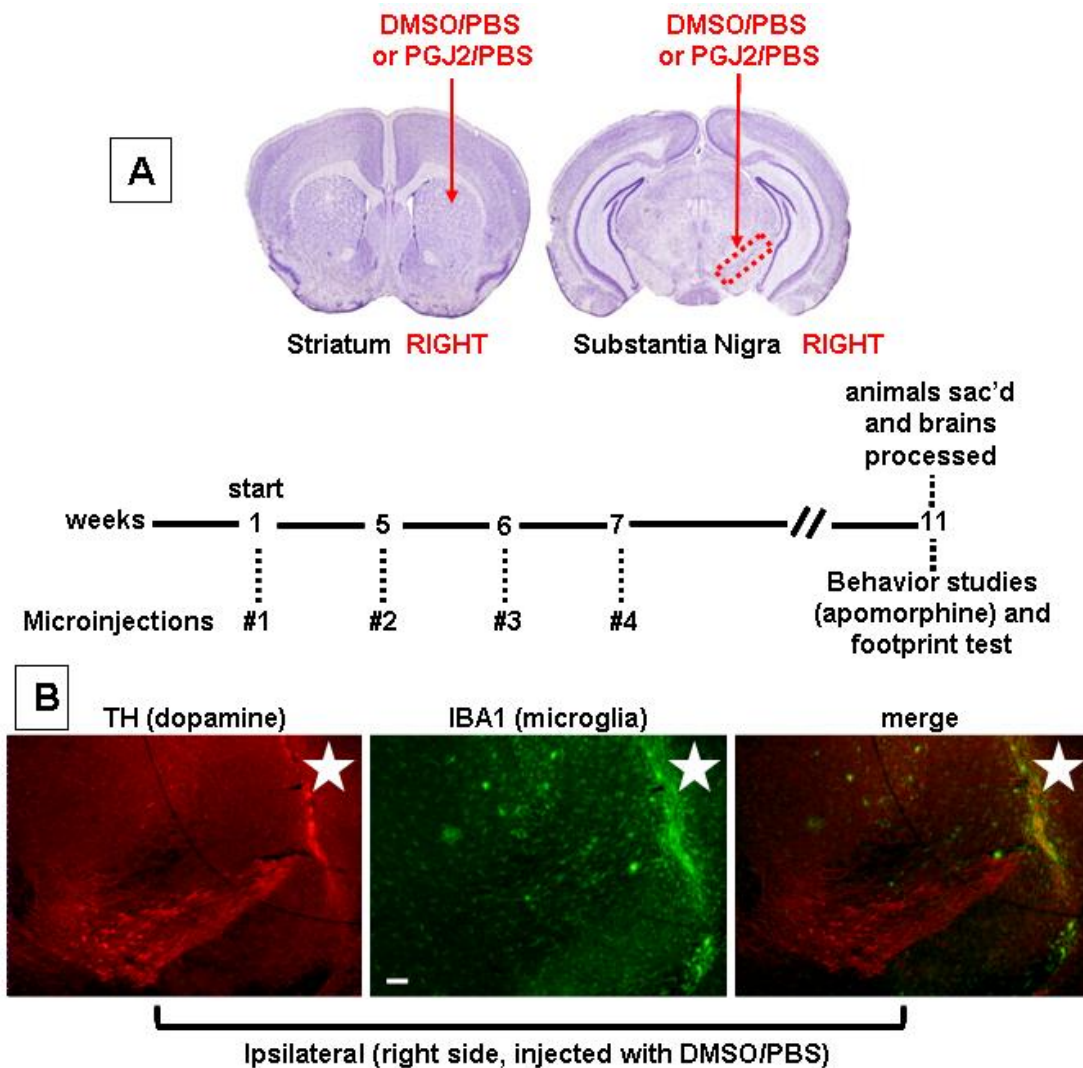 DMSO/PBS
or PGJ2/PBS
DMSO/PBS
or PGJ2/PBS
A
Striatum RIGHT
Substantia Nigra RIGHT
animals sac’d
and brains
processed
start
weeks 1 5 6 7 11
Microinjections #1 #2 #3 #4
Behavior studies
(apomorphine) and
footprint test
B
TH (dopamine) IBA1 (microglia) merge
Ipsilateral (right side, injected with DMSO/PBS)